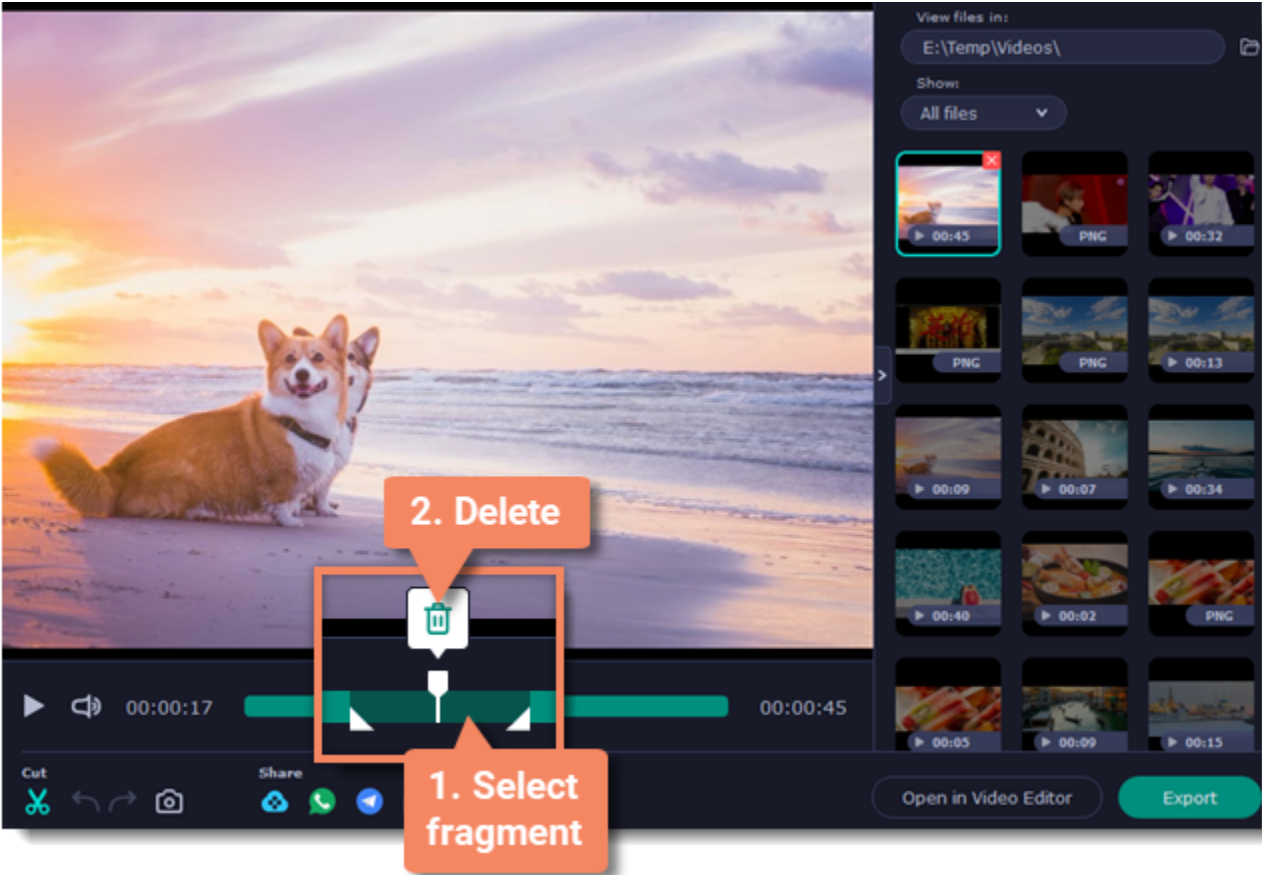 View files in:
E:\Temp\Videos\
Show:
All files
00:45
PNG
00:32
PNG
PNG
00:13
00:09
00:07
00:34
00:40
00:02
PNG
00:05
00:09
00:15
2. Delete
00:00:17
00:00:45
1. Select
fragment
Cut
Share
Open in Video Editor
Export